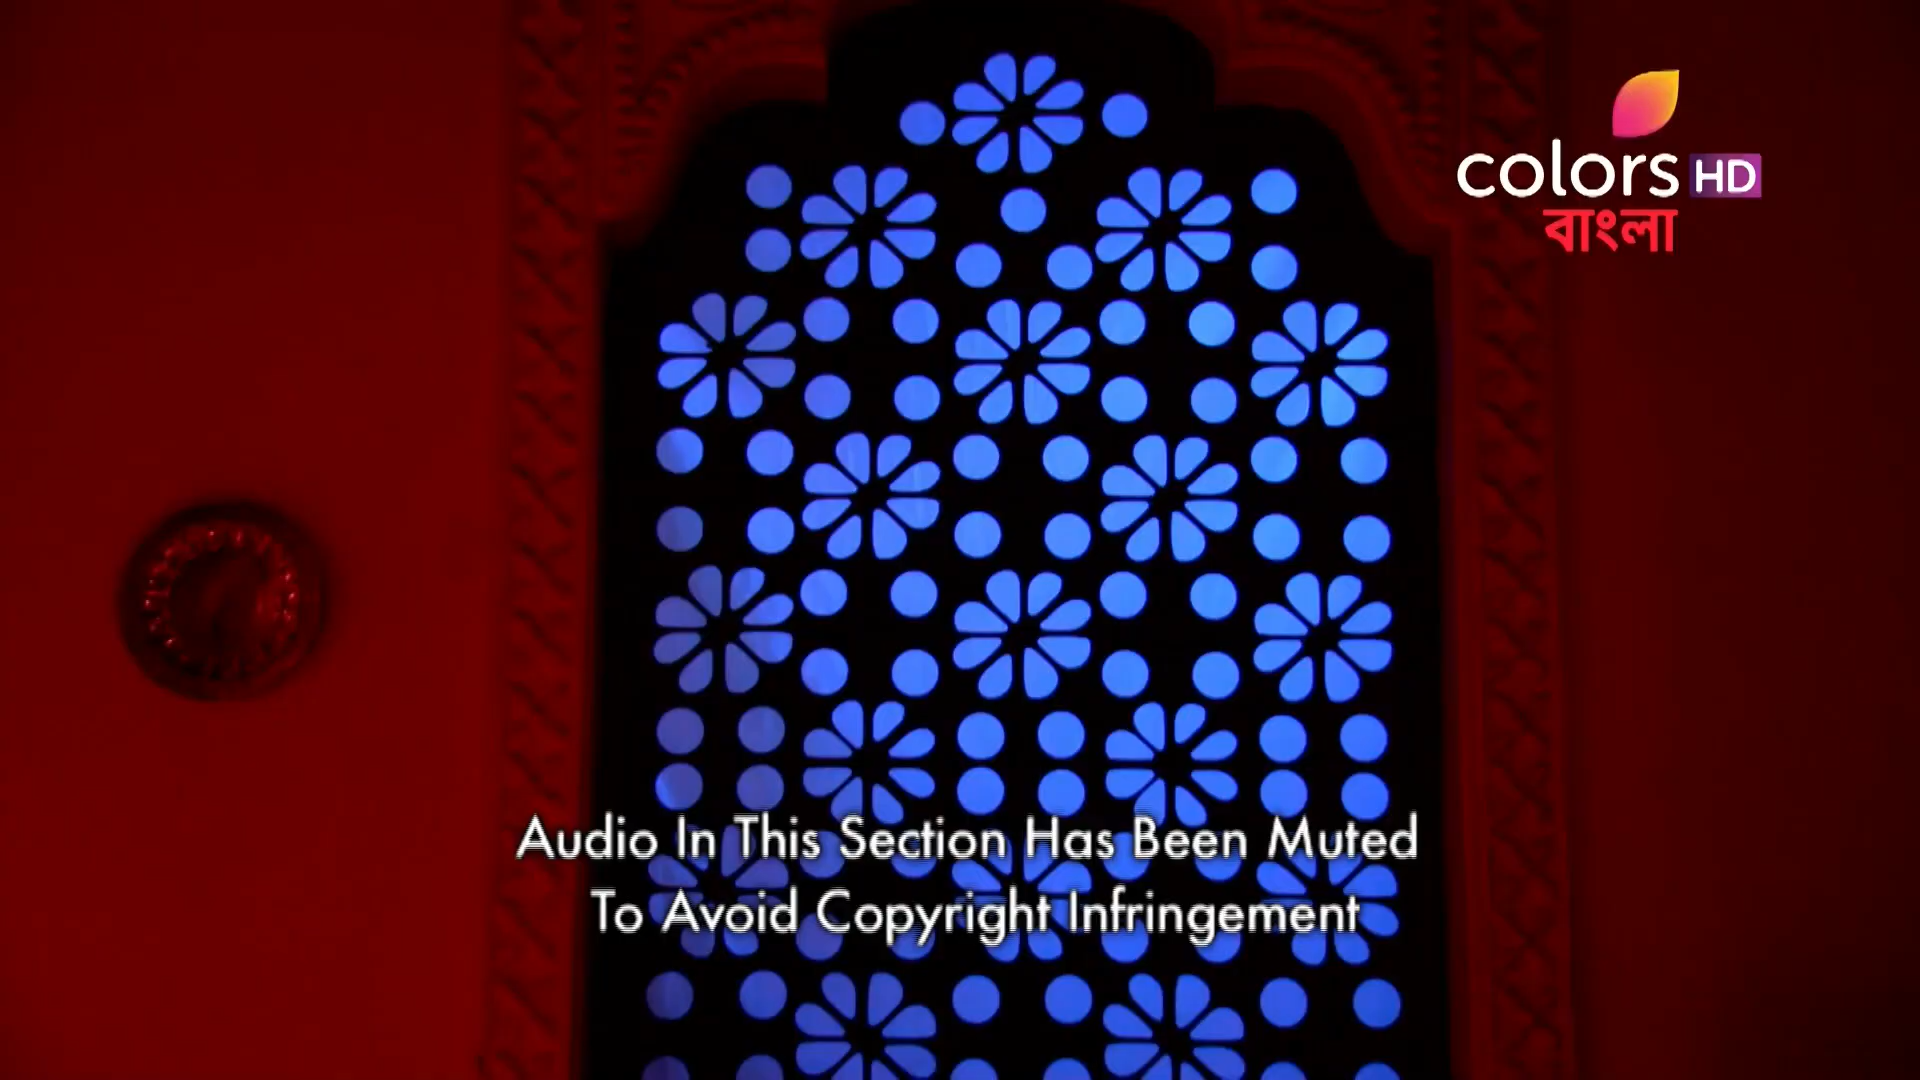 colors HD
বাংলা
Audio In This Section Has Been Muted
To Avoid Copyright Infringement